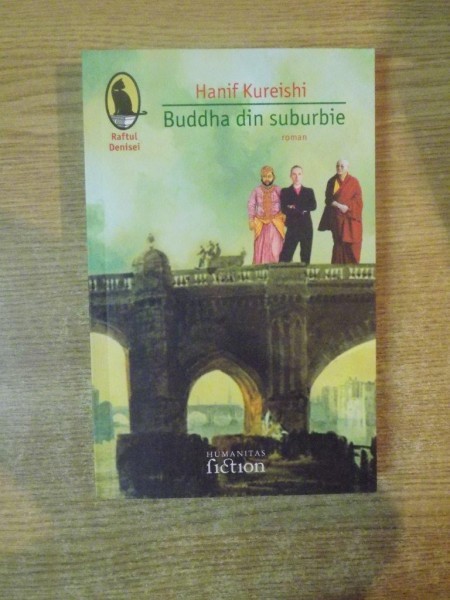 Hanif Kureishi
Buddha din suburbie
roman
Raftul
Denisei
HUMANITAS
fiction